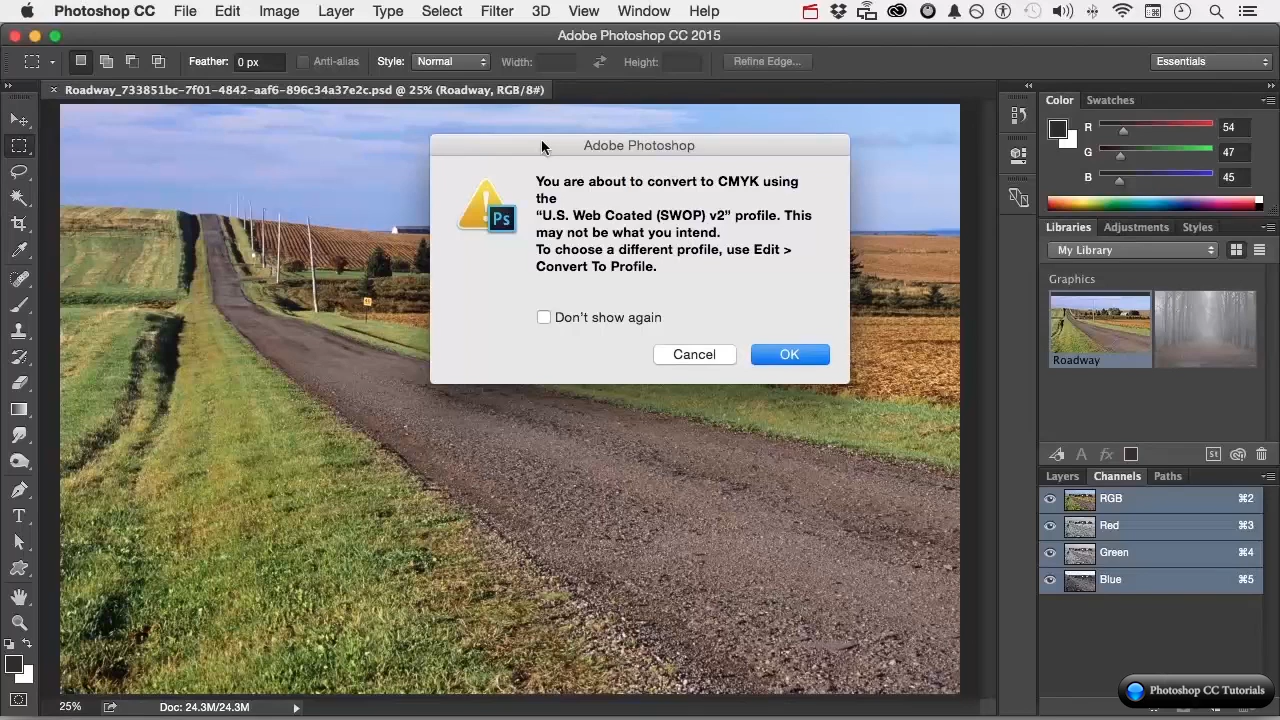 Photoshop CC File Edit Image Layer Type Select Filter 3D View Window Help
Adobe Photoshop CC 2015
Feather: 0 px Anti-alias Style: Normal Width: Height: Refine Edge... Essentials
× Roadway_733851bc-7f01-4842-aaf6-896c34a37e2c.psd @ 25% (Roadway, RGB/8#)
Adobe Photoshop
You are about to convert to CMYK using
the
“U.S. Web Coated (SWOP) v2” profile. This
may not be what you intend.
To choose a different profile, use Edit >
Convert To Profile.
Don't show again
Cancel OK
Color Swatches
R 54
G 47
B 45
Libraries Adjustments Styles
My Library
Graphics
Roadway
A fx St
Layers Channels Paths
RGB ⌘2
Red ⌘3
Green ⌘4
Blue ⌘5
25% Doc: 24.3M/24.3M
Photoshop CC Tutorials
T
Ps